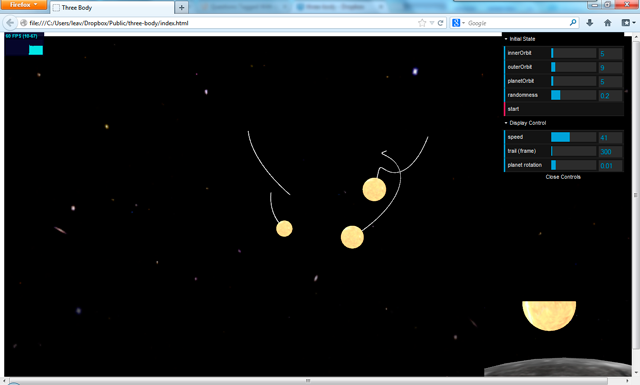 Firefox
Three Body
file:///C:/Users/leav/Dropbox/Public/three-body/index.html
Google
60 FPS (10-67)
Initial State
innerOrbit 5
outerOrbit 9
planetOrbit 5
randomness 0.2
start
Display Control
speed 41
trail (frame) 300
planet rotation 0.01
Close Controls